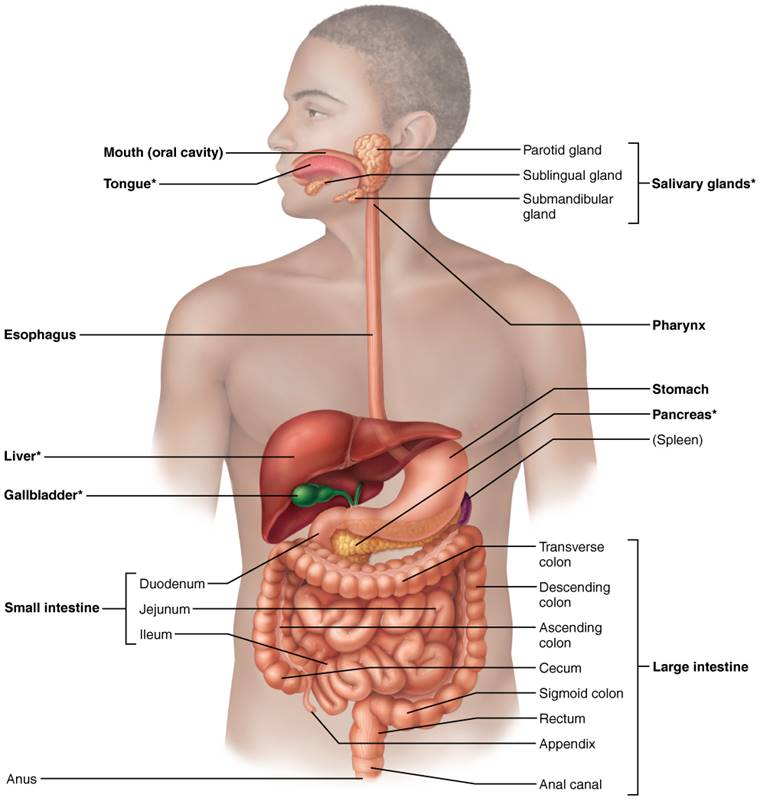 Mouth (oral cavity)
Tongue*
Parotid gland
Sublingual gland
Submandibular
gland
Salivary glands*
Esophagus
Pharynx
Stomach
Pancreas*
(Spleen)
Liver*
Gallbladder*
Small intestine
Duodenum
Jejunum
Ileum
Transverse
colon
Descending
colon
Ascending
colon
Cecum
Sigmoid colon
Rectum
Appendix
Anal canal
Large intestine
Anus